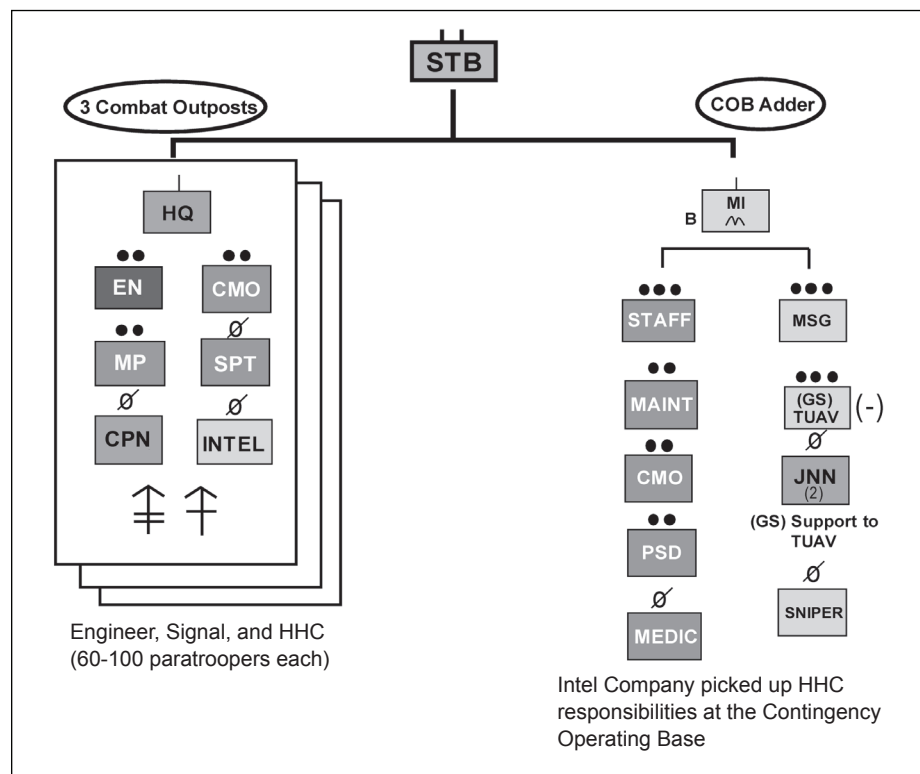 STB
3 Combat Outposts
HQ
EN
CMO
MP
SPT
CPN
INTEL
Engineer, Signal, and HHC
(60-100 paratroopers each)
COB Adder
B
MI
STAFF
MSG
MAINT
(GS)
TUAV
(-)
CMO
JNN
(2)
(GS) Support to
TUAV
PSD
SNIPER
MEDIC
Intel Company picked up HHC
responsibilities at the Contingency
Operating Base